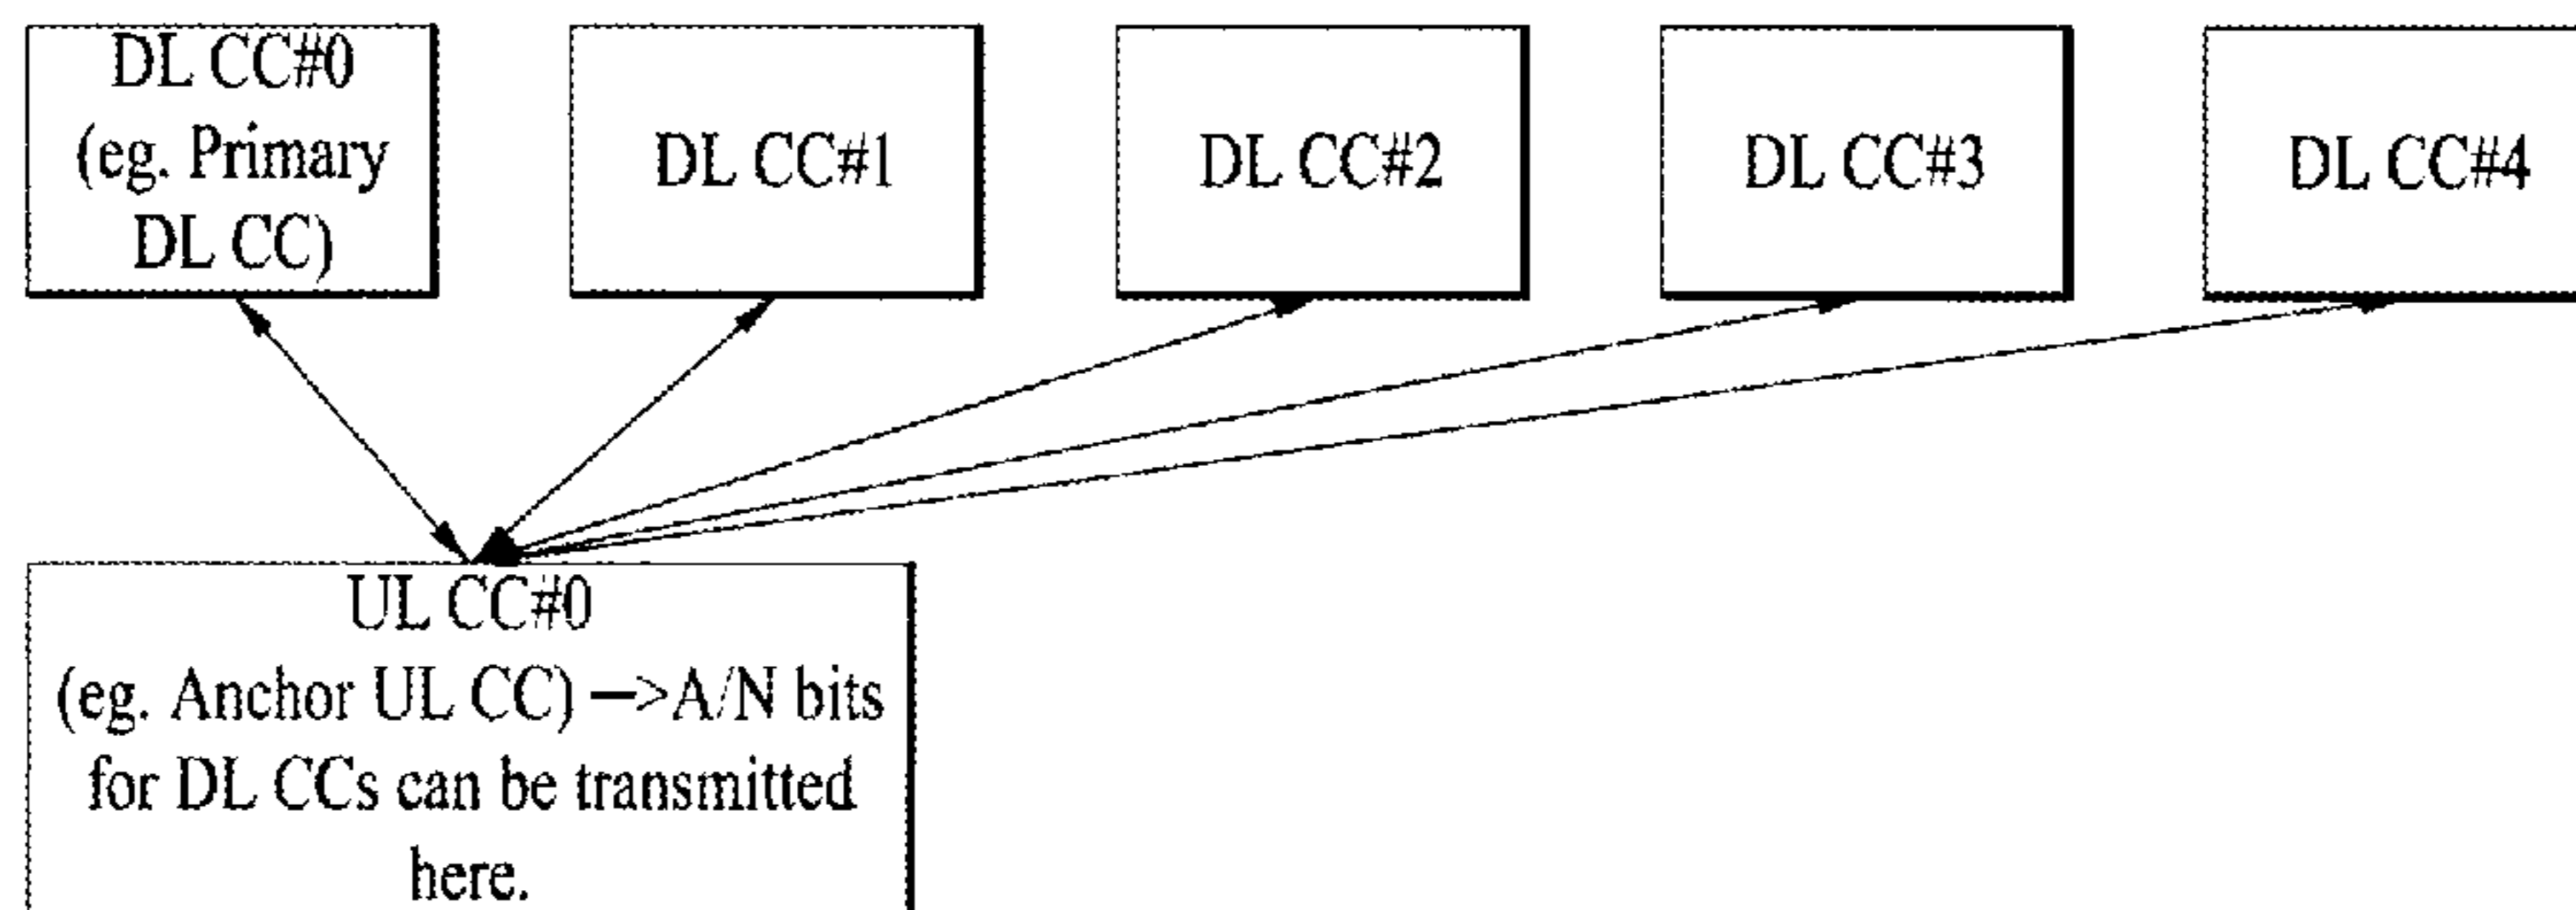 DL CC#0
(eg. Primary
DL CC)
DL CC#1
DL CC#2
DL CC#3
DL CC#4
UL CC#0
(eg. Anchor UL CC) —>A/N bits
for DL CCs can be transmitted
here.